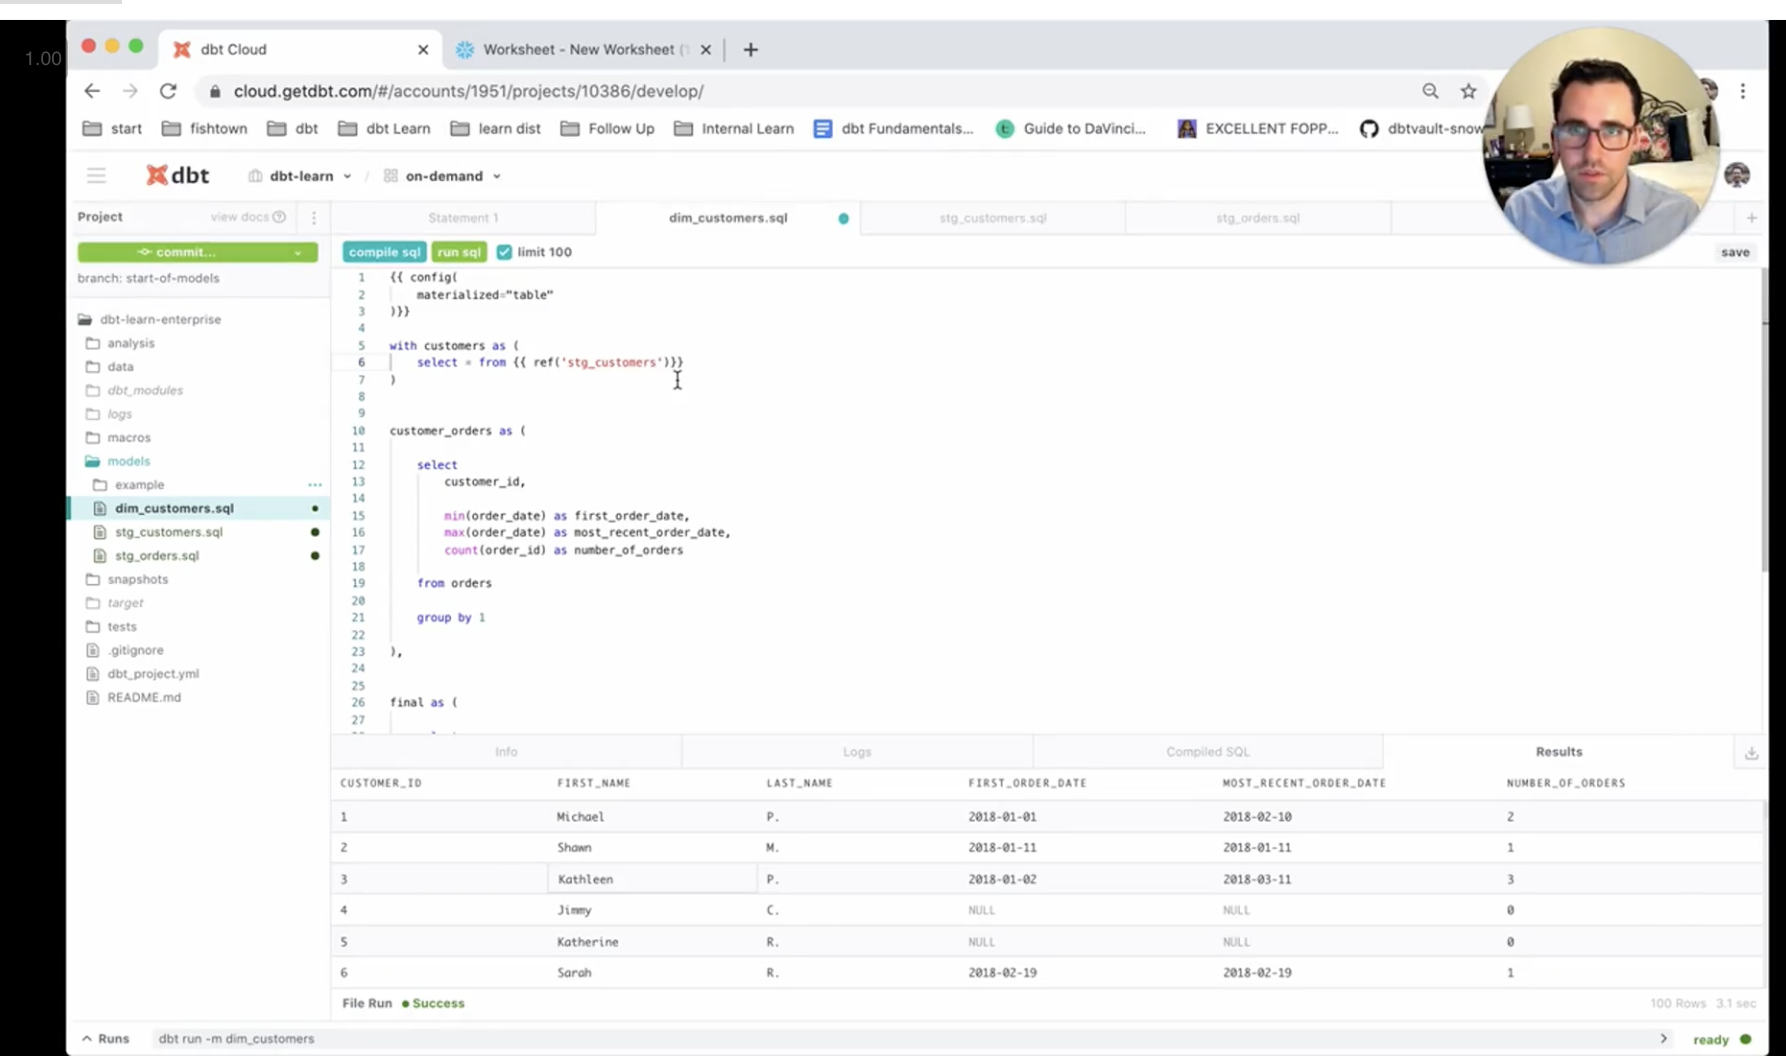 1.00
dbt Cloud
Worksheet - New Worksheet (
cloud.getdbt.com/#/accounts/1951/projects/10386/develop/
start fishtown dbt dbt Learn learn dist Follow Up Internal Learn dbt Fundamentals... Guide to DaVinci... EXCELLENT FOPP... dbtvault-snow
dbt dbt-learn / on-demand
Project view docs
Statement 1 dim_customers.sql stg_customers.sql stg_orders.sql
commit...
compile sql run sql limit 100 save
branch: start-of-models
dbt-learn-enterprise
analysis
data
dbt_modules
logs
macros
models
example
dim_customers.sql
stg_customers.sql
stg_orders.sql
snapshots
target
tests
.gitignore
dbt_project.yml
README.md
1 {{ config(
2 materialized="table"
3 )}}
4
5 with customers as (
6 select * from {{ ref('stg_customers')}}
7 )
8
9
10 customer_orders as (
11
12 select
13 customer_id,
14
15 min(order_date) as first_order_date,
16 max(order_date) as most_recent_order_date,
17 count(order_id) as number_of_orders
18
19 from orders
20
21 group by 1
22
23 ),
24
25
26 final as (
27
Info Logs Compiled SQL Results
CUSTOMER_ID FIRST_NAME LAST_NAME FIRST_ORDER_DATE MOST_RECENT_ORDER_DATE NUMBER_OF_ORDERS
1 Michael P. 2018-01-01 2018-02-10 2
2 Shawn M. 2018-01-11 2018-01-11 1
3 Kathleen P. 2018-01-02 2018-03-11 3
4 Jimmy C. NULL NULL 0
5 Katherine R. NULL NULL 0
6 Sarah R. 2018-02-19 2018-02-19 1
File Run Success 100 Rows 3.1 sec
Runs dbt run -m dim_customers ready